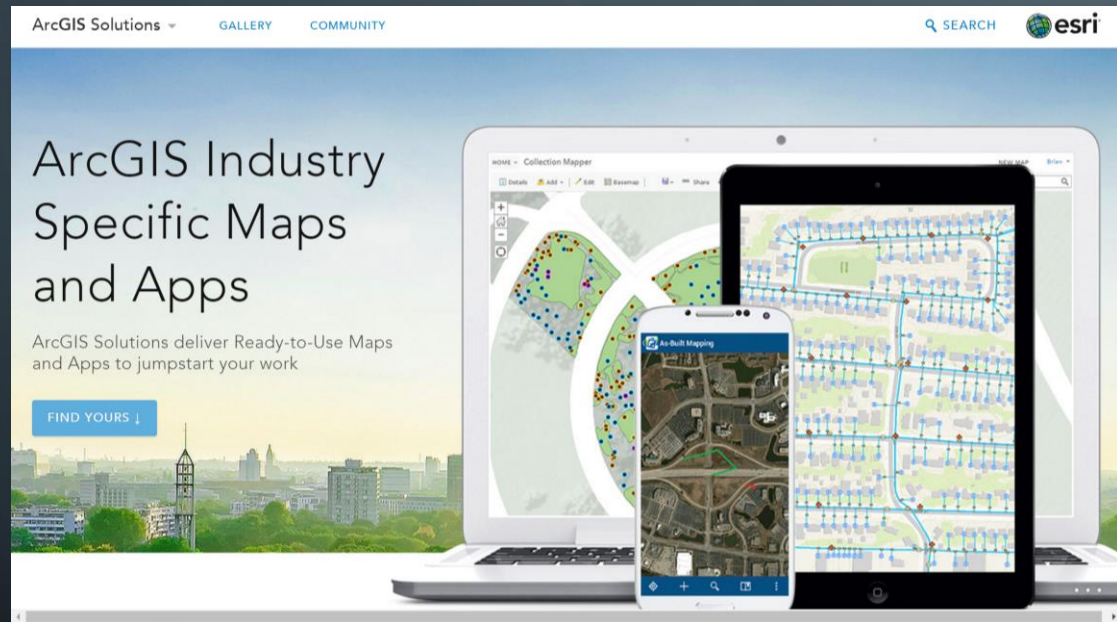 ArcGIS Solutions
GALLERY
COMMUNITY
SEARCH
esri
ArcGIS Industry
Specific Maps
and Apps
ArcGIS Solutions deliver Ready-to-Use Maps
and Apps to jumpstart your work
FIND YOURS ↓
HOME
Collection Mapper
NEW MAP
Brian
Details
Add
Edit
Basemap
Share
As-Built Mapping